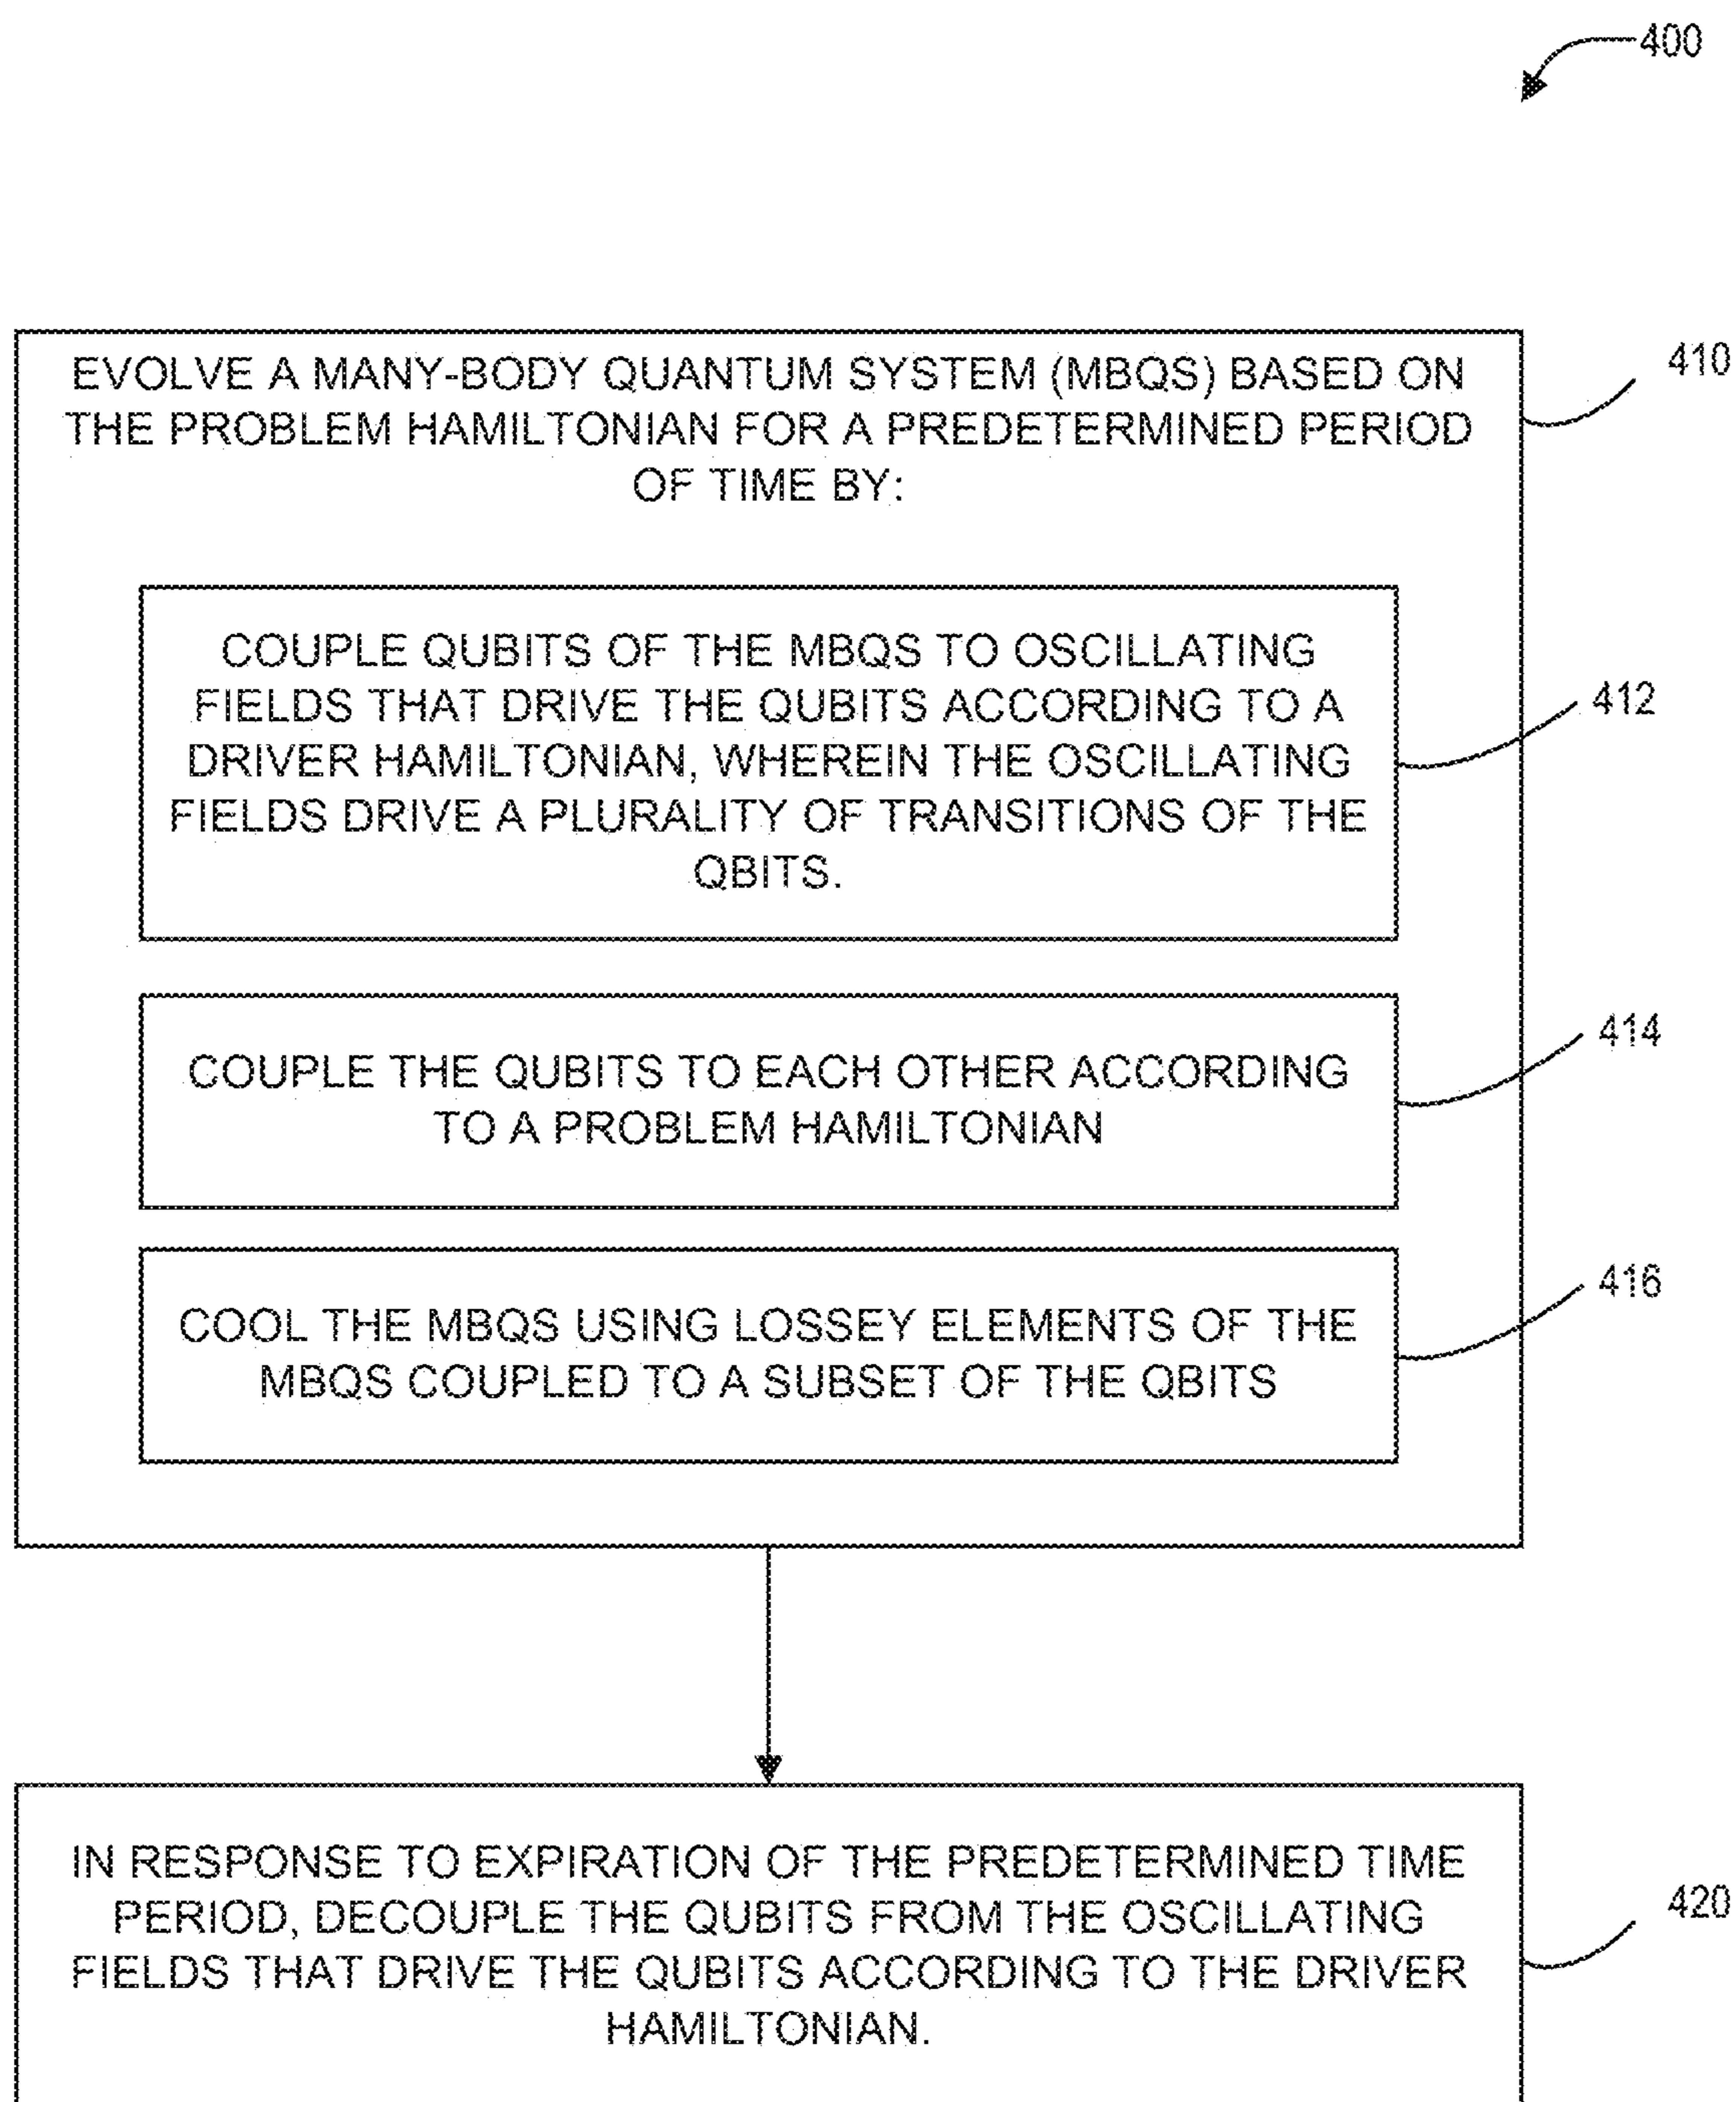 400
410
EVOLVE A MANY-BODY QUANTUM SYSTEM (MBQS) BASED ON
THE PROBLEM HAMILTONIAN FOR A PREDETERMINED PERIOD
OF TIME BY:
COUPLE QUBITS OF THE MBQS TO OSCILLATING
FIELDS THAT DRIVE THE QUBITS ACCORDING TO A
DRIVER HAMILTONIAN, WHEREIN THE OSCILLATING
FIELDS DRIVE A PLURALITY OF TRANSITIONS OF THE
QBITS.
412
COUPLE THE QUBITS TO EACH OTHER ACCORDING
TO A PROBLEM HAMILTONIAN
414
COOL THE MBQS USING LOSSEY ELEMENTS OF THE
MBQS COUPLED TO A SUBSET OF THE QBITS
416
IN RESPONSE TO EXPIRATION OF THE PREDETERMINED TIME
PERIOD, DECOUPLE THE QUBITS FROM THE OSCILLATING
FIELDS THAT DRIVE THE QUBITS ACCORDING TO THE DRIVER
HAMILTONIAN.
420